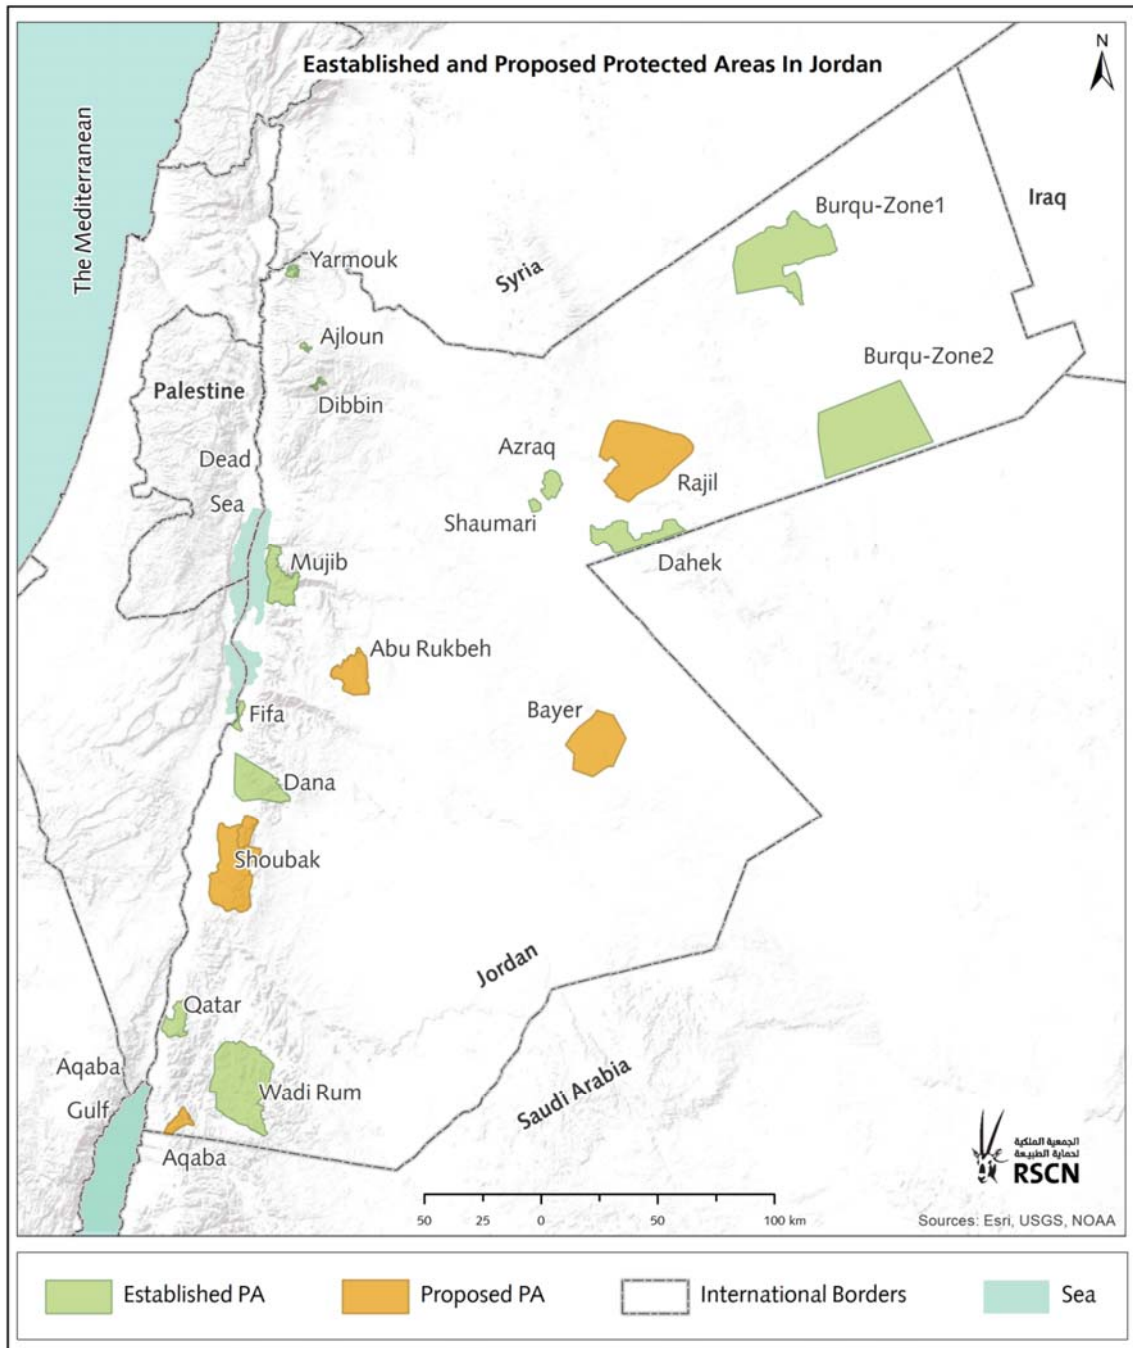 Eastablished and Proposed Protected Areas In Jordan
N
The Mediterranean
Burqu-Zone1
Iraq
Yarmouk
Syria
Ajloun
Burqu-Zone2
Palestine
Dibbin
Dead
Sea
Azraq
Rajil
Shaumari
Mujib
Dahek
Abu Rukbeh
Fifa
Bayer
Dana
Shoubak
Jordan
Qatar
Aqaba
Gulf
Wadi Rum
Saudi Arabia
Aqaba
الجمعية الملكية
لحماية الطبيعة
RSCN
50 25 0 50 100 km
Sources: Esri, USGS, NOAA
Established PA
Proposed PA
International Borders
Sea